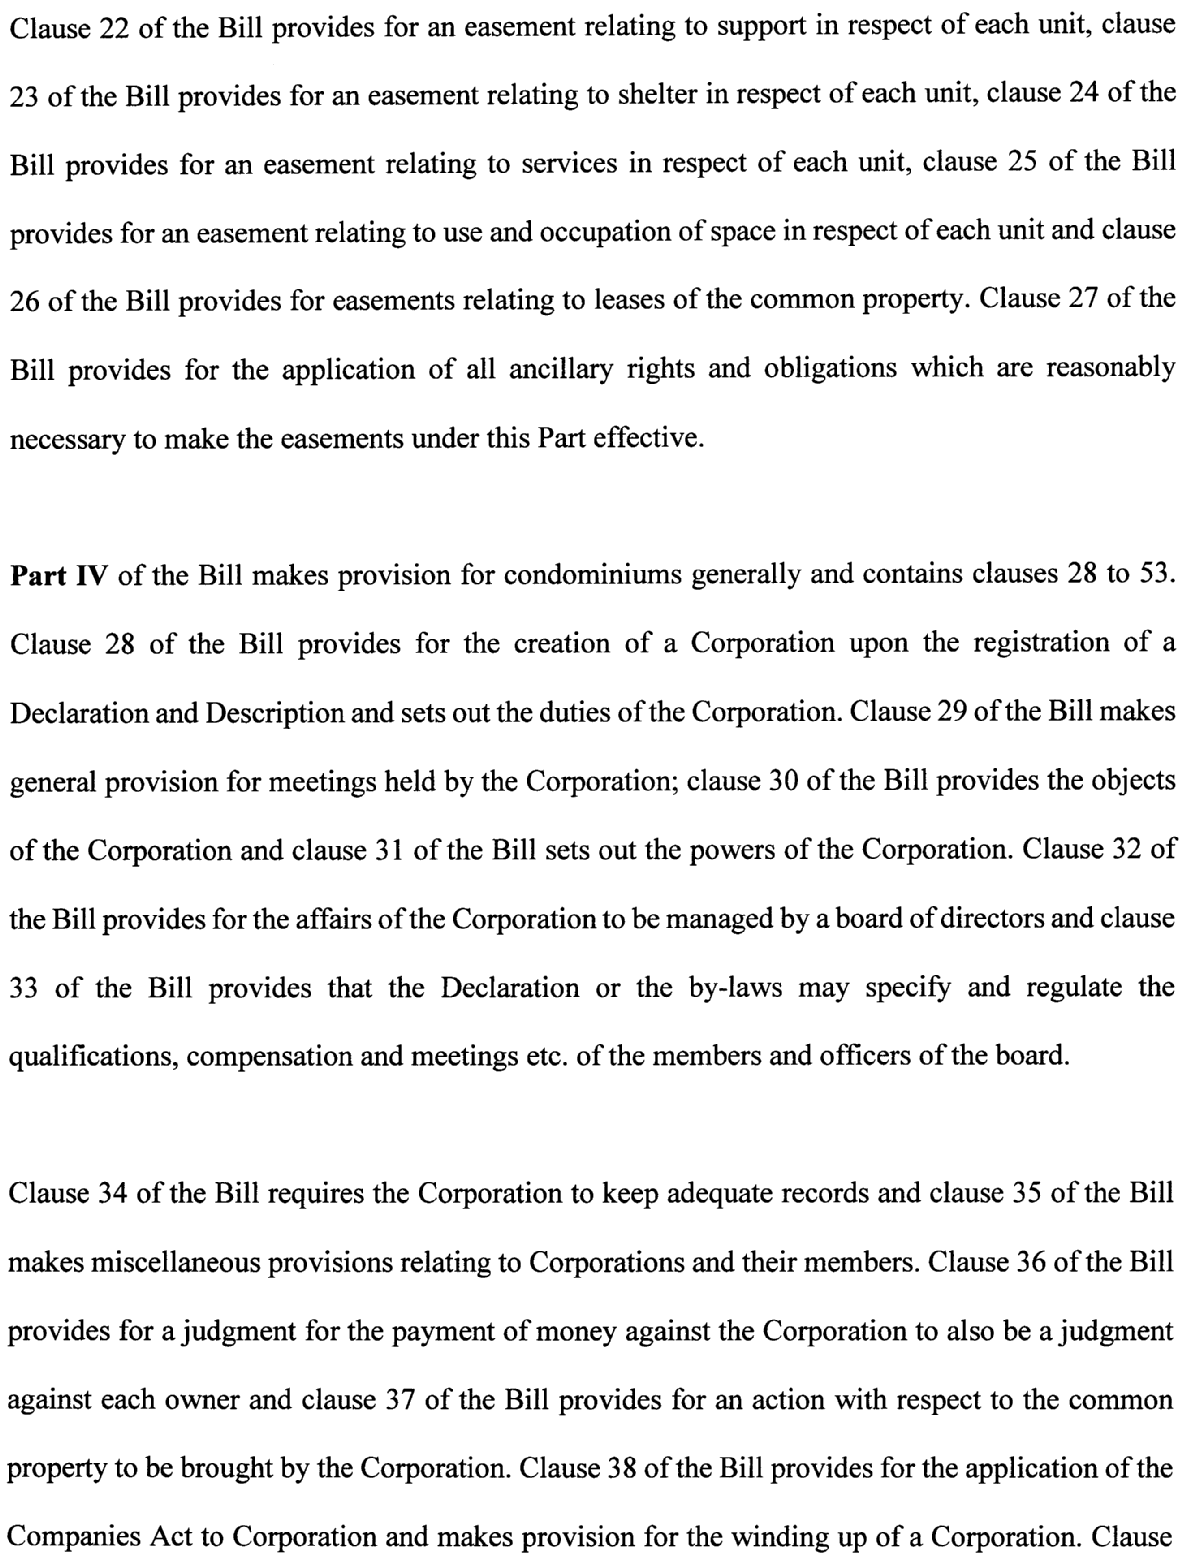 Clause 22 of the Bill provides for an easement relating to support in respect of each unit, clause
23 of the Bill provides for an easement relating to shelter in respect of each unit, clause 24 of the
Bill provides for an easement relating to services in respect of each unit, clause 25 of the Bill
provides for an easement relating to use and occupation of space in respect of each unit and clause
26 of the Bill provides for easements relating to leases of the common property. Clause 27 of the
Bill provides for the application of all ancillary rights and obligations which are reasonably
necessary to make the easements under this Part effective.
Part IV of the Bill makes provision for condominiums generally and contains clauses 28 to 53.
Clause 28 of the Bill provides for the creation of a Corporation upon the registration of a
Declaration and Description and sets out the duties of the Corporation. Clause 29 of the Bill makes
general provision for meetings held by the Corporation; clause 30 of the Bill provides the objects
of the Corporation and clause 31 of the Bill sets out the powers of the Corporation. Clause 32 of
the Bill provides for the affairs of the Corporation to be managed by a board of directors and clause
33 of the Bill provides that the Declaration or the by-laws may specify and regulate the
qualifications, compensation and meetings etc. of the members and officers of the board.
Clause 34 of the Bill requires the Corporation to keep adequate records and clause 35 of the Bill
makes miscellaneous provisions relating to Corporations and their members. Clause 36 of the Bill
provides for a judgment for the payment of money against the Corporation to also be a judgment
against each owner and clause 37 of the Bill provides for an action with respect to the common
property to be brought by the Corporation. Clause 38 of the Bill provides for the application of the
Companies Act to Corporation and makes provision for the winding up of a Corporation. Clause